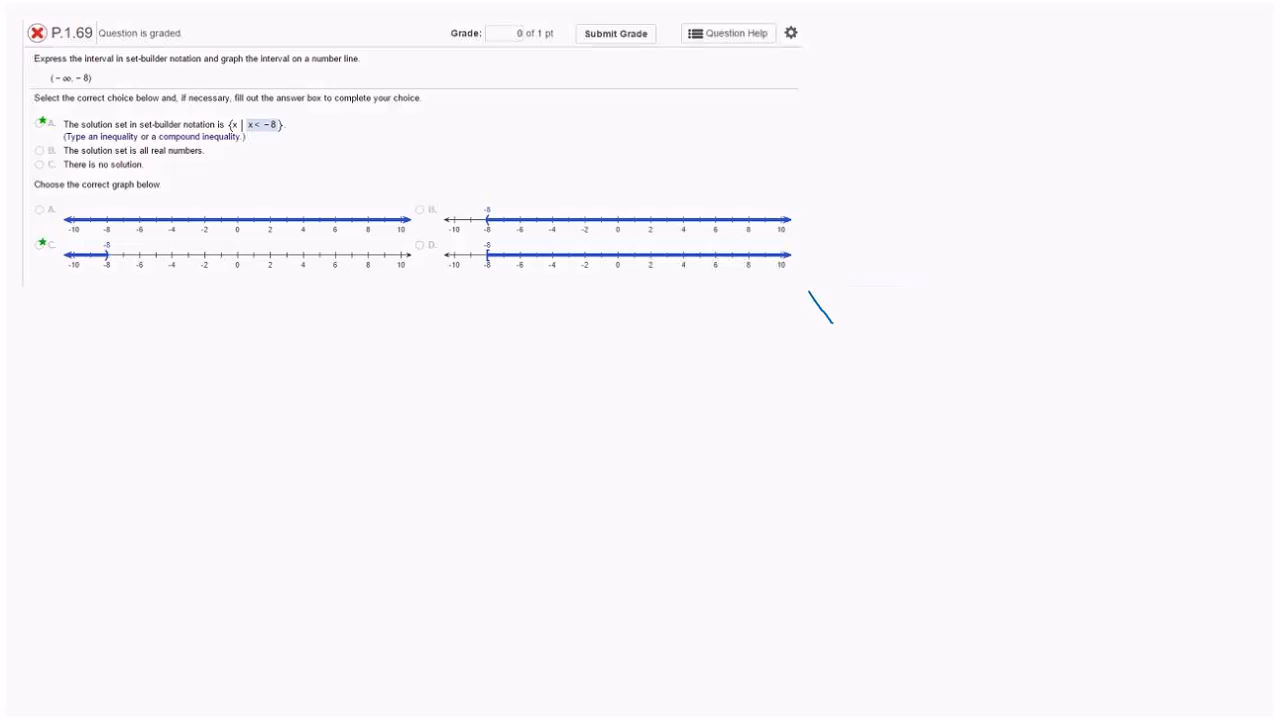 P.1.69 Question is graded. Grade: 0 of 1 pt Submit Grade Question Help
Express the interval in set-builder notation and graph the interval on a number line.
(−∞, −8)
Select the correct choice below and, if necessary, fill out the answer box to complete your choice.
A. The solution set in set-builder notation is {x | x < −8}.
(Type an inequality or a compound inequality.)
B. The solution set is all real numbers.
C. There is no solution.
Choose the correct graph below.
A.
-10 -8 -6 -4 -2 0 2 4 6 8 10
B. -8
-10 -8 -6 -4 -2 0 2 4 6 8 10
C. -8
-10 -8 -6 -4 -2 0 2 4 6 8 10
D. -8
-10 -8 -6 -4 -2 0 2 4 6 8 10